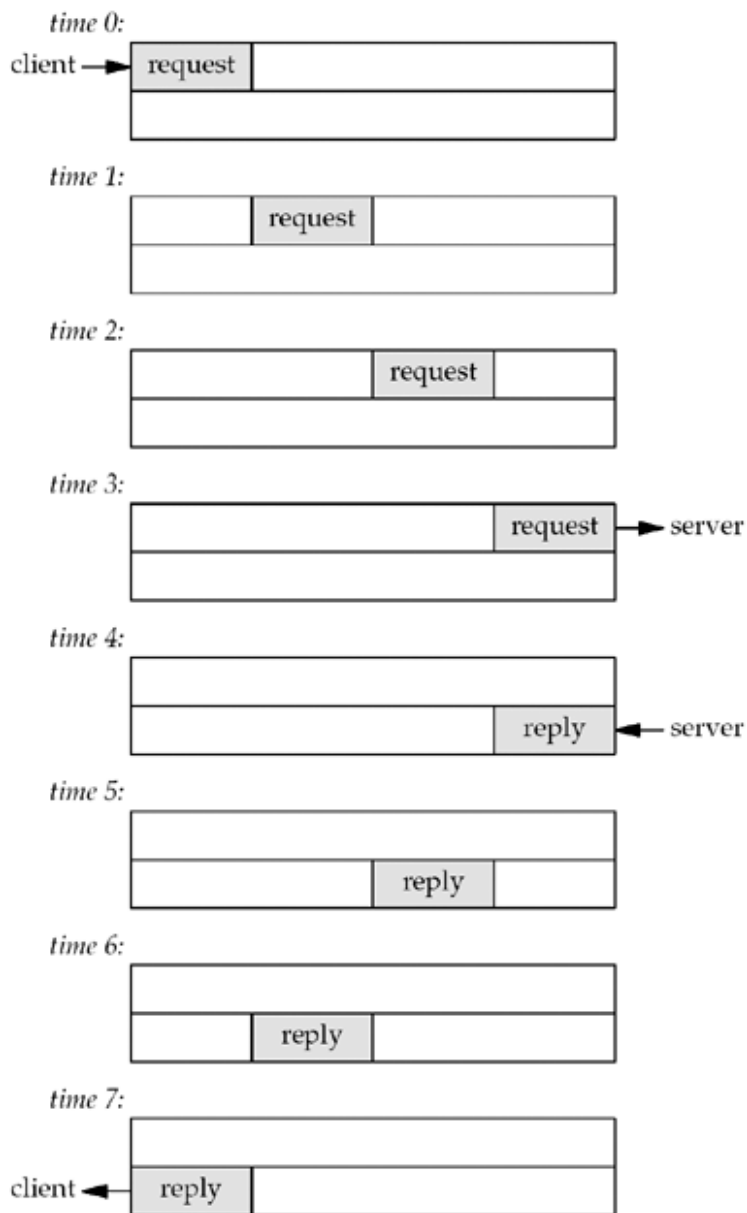 time 0:
client request
time 1:
request
time 2:
request
time 3:
request server
time 4:
reply server
time 5:
reply
time 6:
reply
time 7:
client reply